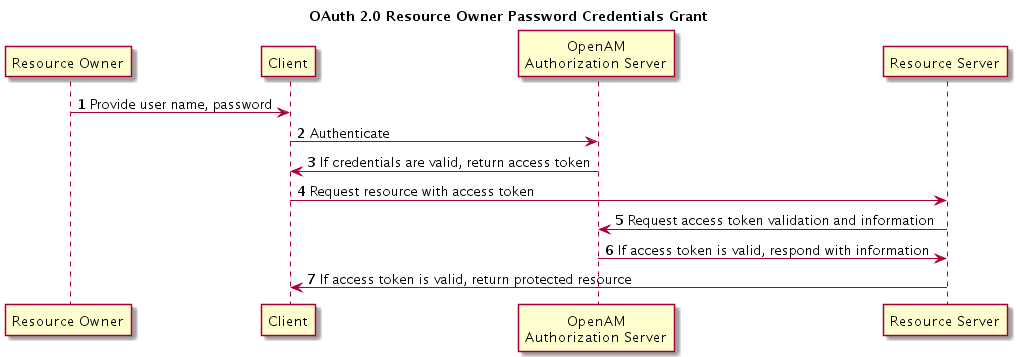 OAuth 2.0 Resource Owner Password Credentials Grant
Resource Owner
Client
OpenAM
Authorization Server
Resource Server
1 Provide user name, password
2 Authenticate
3 If credentials are valid, return access token
4 Request resource with access token
5 Request access token validation and information
6 If access token is valid, respond with information
7 If access token is valid, return protected resource
Resource Owner
Client
OpenAM
Authorization Server
Resource Server